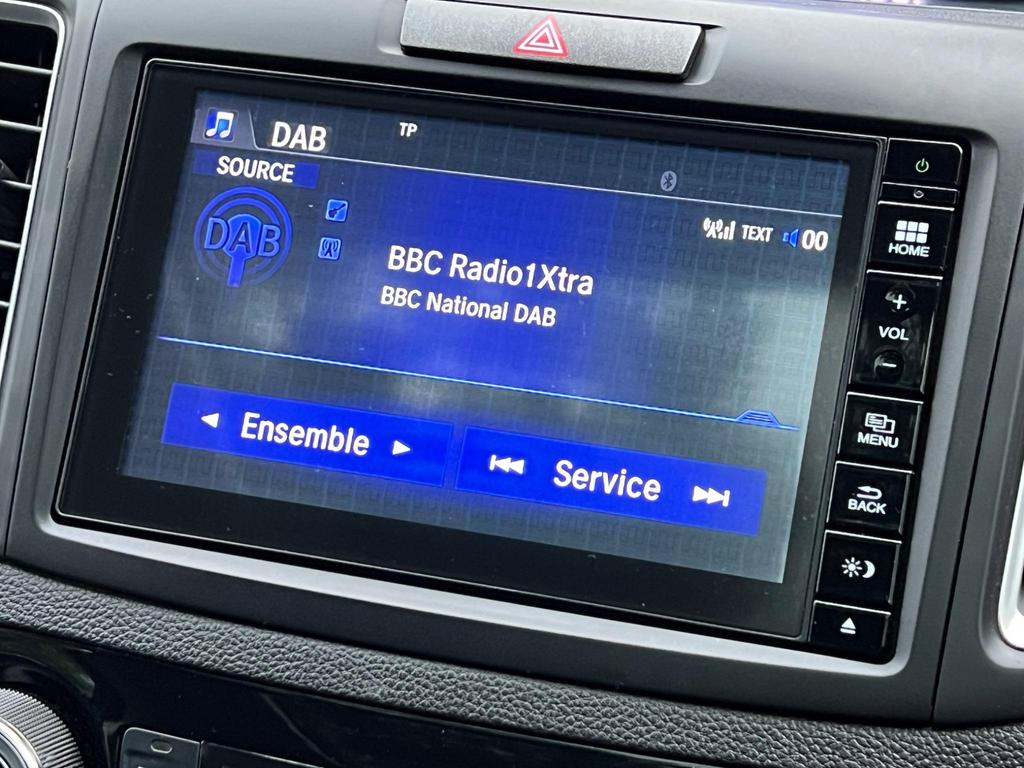 DAB
TP
SOURCE
DAB
TEXT
00
BBC Radio1Xtra
BBC National DAB
Ensemble
Service
HOME
+
VOL
−
MENU
BACK